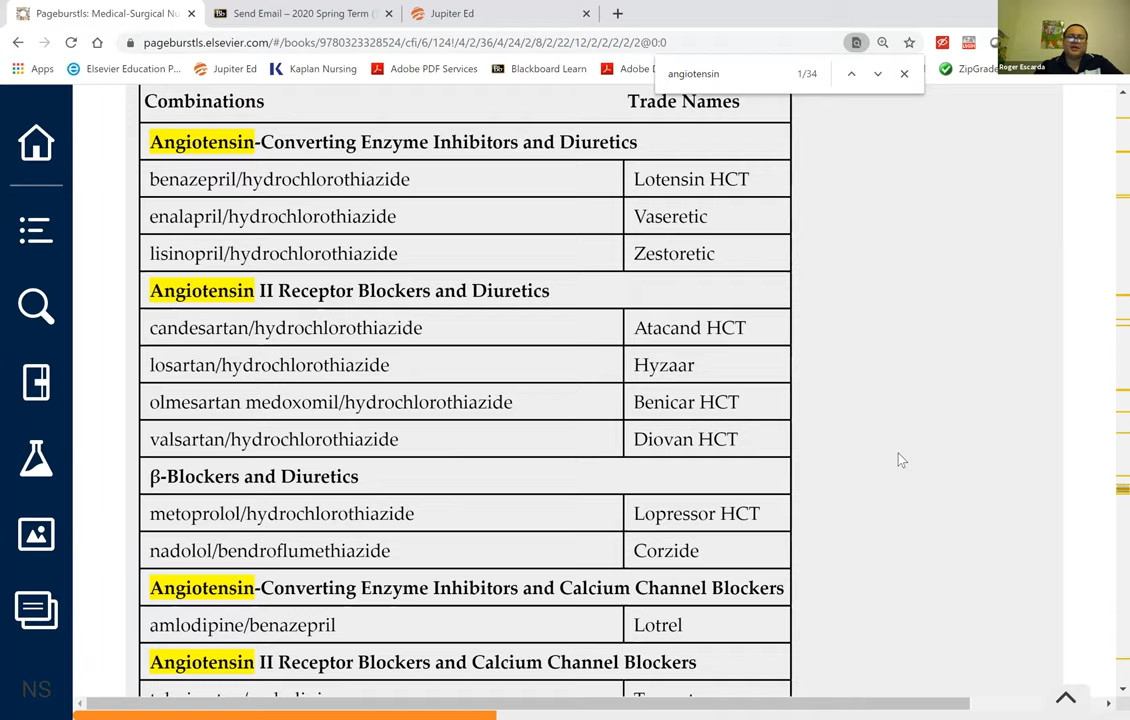 Pageburstls: Medical-Surgical Nu
Send Email – 2020 Spring Term (
Jupiter Ed
pageburstls.elsevier.com/#/books/9780323328524/cfi/6/124!/4/2/36/4/24/2/8/2/22/12/2/2/2/2/2@0:0
Apps
Elsevier Education P...
Jupiter Ed
Kaplan Nursing
Adobe PDF Services
Blackboard Learn
Adobe
ZipGrade
angiotensin
1/34
Roger Escarda
Combinations Trade Names
Angiotensin-Converting Enzyme Inhibitors and Diuretics
benazepril/hydrochlorothiazide Lotensin HCT
enalapril/hydrochlorothiazide Vaseretic
lisinopril/hydrochlorothiazide Zestoretic
Angiotensin II Receptor Blockers and Diuretics
candesartan/hydrochlorothiazide Atacand HCT
losartan/hydrochlorothiazide Hyzaar
olmesartan medoxomil/hydrochlorothiazide Benicar HCT
valsartan/hydrochlorothiazide Diovan HCT
β-Blockers and Diuretics
metoprolol/hydrochlorothiazide Lopressor HCT
nadolol/bendroflumethiazide Corzide
Angiotensin-Converting Enzyme Inhibitors and Calcium Channel Blockers
amlodipine/benazepril Lotrel
Angiotensin II Receptor Blockers and Calcium Channel Blockers
NS